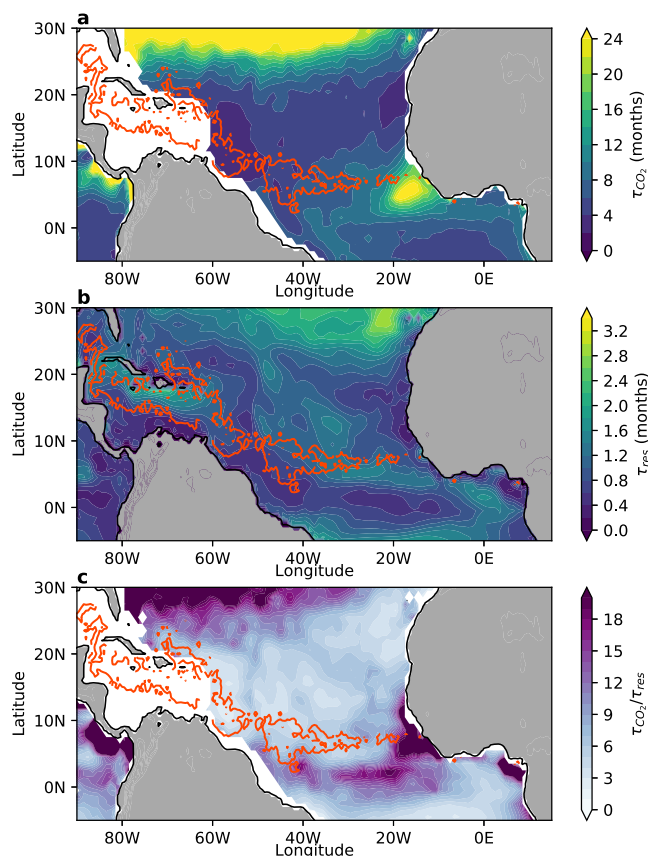 a
30N
20N
10N
0N
Latitude
80W 60W 40W 20W 0E
Longitude
24
20
16
12
8
4
0
τCO₂ (months)
b
30N
20N
10N
0N
Latitude
80W 60W 40W 20W 0E
Longitude
3.2
2.8
2.4
2.0
1.6
1.2
0.8
0.4
0.0
τres (months)
c
30N
20N
10N
0N
Latitude
80W 60W 40W 20W 0E
Longitude
18
15
12
9
6
3
0
τCO₂/τres